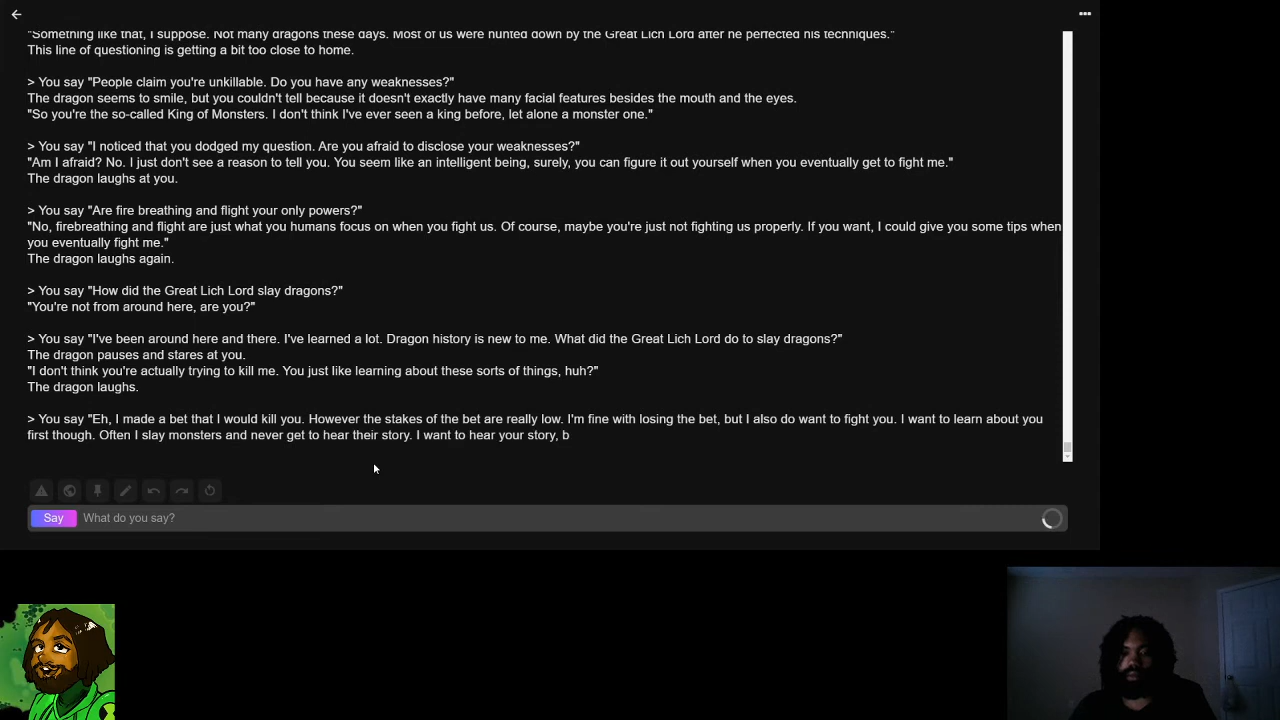 "Something like that, I suppose. Not many dragons these days. Most of us were hunted down by the Great Lich Lord after he perfected his techniques."
This line of questioning is getting a bit too close to home.
> You say "People claim you're unkillable. Do you have any weaknesses?"
The dragon seems to smile, but you couldn't tell because it doesn't exactly have many facial features besides the mouth and the eyes.
"So you're the so-called King of Monsters. I don't think I've ever seen a king before, let alone a monster one."
> You say "I noticed that you dodged my question. Are you afraid to disclose your weaknesses?"
"Am I afraid? No. I just don't see a reason to tell you. You seem like an intelligent being, surely, you can figure it out yourself when you eventually get to fight me."
The dragon laughs at you.
> You say "Are fire breathing and flight your only powers?"
"No, firebreathing and flight are just what you humans focus on when you fight us. Of course, maybe you're just not fighting us properly. If you want, I could give you some tips when
you eventually fight me."
The dragon laughs again.
> You say "How did the Great Lich Lord slay dragons?"
"You're not from around here, are you?"
> You say "I've been around here and there. I've learned a lot. Dragon history is new to me. What did the Great Lich Lord do to slay dragons?"
The dragon pauses and stares at you.
"I don't think you're actually trying to kill me. You just like learning about these sorts of things, huh?"
The dragon laughs.
> You say "Eh, I made a bet that I would kill you. However the stakes of the bet are really low. I'm fine with losing the bet, but I also do want to fight you. I want to learn about you
first though. Often I slay monsters and never get to hear their story. I want to hear your story, b
Say What do you say?